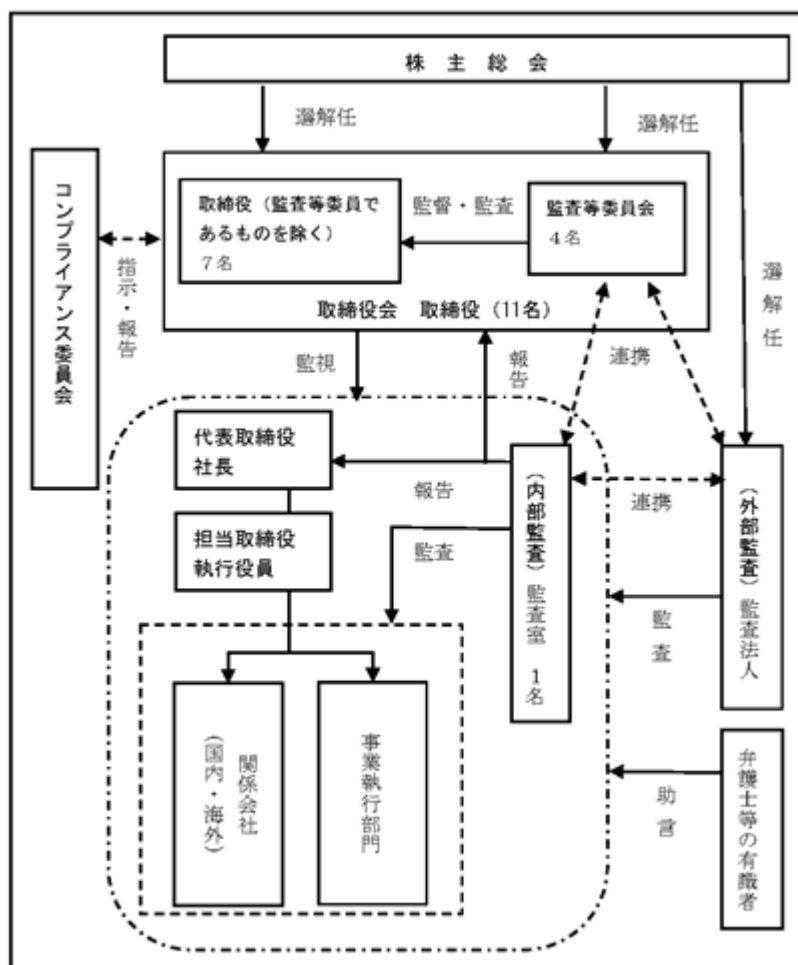 株主総会
選解任
選解任
コンプライアンス委員会
取締役（監査等委員で
あるものを除く）
７名
監督・監査
監査等委員会
４名
選解任
指示・報告
取締役会　取締役（11名）
監視
報告
連携
代表取締役
社長
報告
（内部監査）監査室　１名
連携
（外部監査）監査法人
担当取締役
執行役員
監査
監査
関係会社
（国内・海外）
事業執行部門
助言
弁護士等の有識者